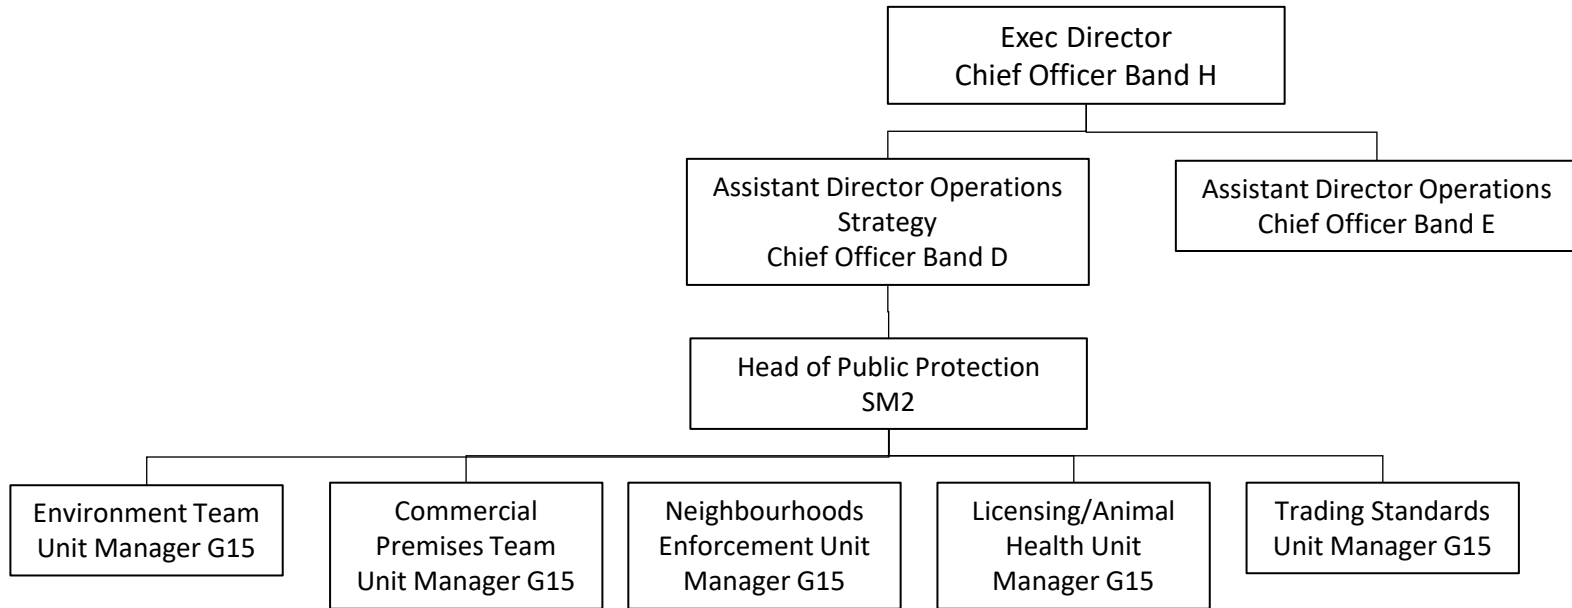 Exec Director
Chief Officer Band H
Assistant Director Operations
Strategy
Chief Officer Band D
Assistant Director Operations
Chief Officer Band E
Head of Public Protection
SM2
Environment Team
Unit Manager G15
Commercial
Premises Team
Unit Manager G15
Neighbourhoods
Enforcement Unit
Manager G15
Licensing/Animal
Health Unit
Manager G15
Trading Standards
Unit Manager G15